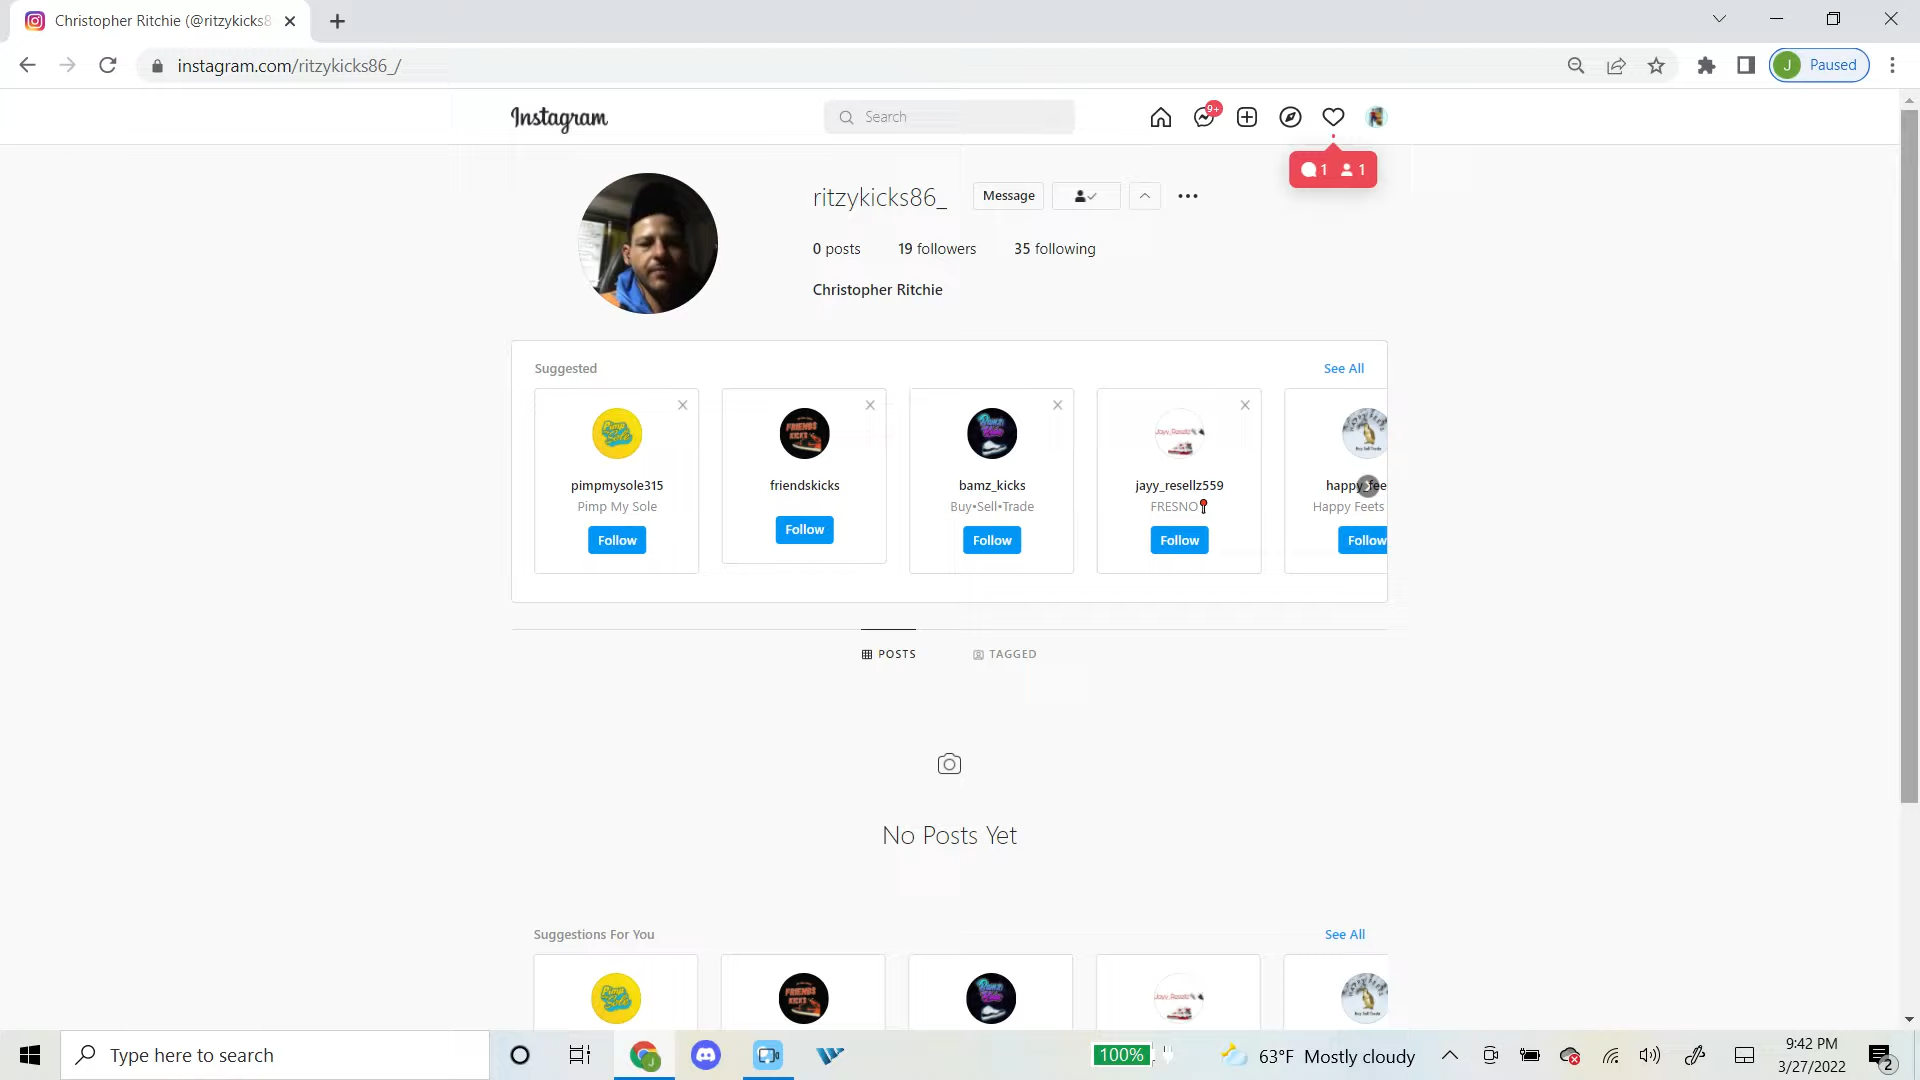 Christopher Ritchie (@ritzykicks8
instagram.com/ritzykicks86_/
J Paused
Instagram
Search
9+
1 1
ritzykicks86_
Message
0 posts 19 followers 35 following
Christopher Ritchie
Suggested See All
pimpmysole315 friendskicks bamz_kicks jayy_resellz559
Pimp My Sole Buy•Sell•Trade FRESNO📍 Happy Feets
Follow Follow Follow Follow Follow
POSTS TAGGED
No Posts Yet
Suggestions For You See All
Type here to search
100%
63°F Mostly cloudy
9:42 PM
3/27/2022
2